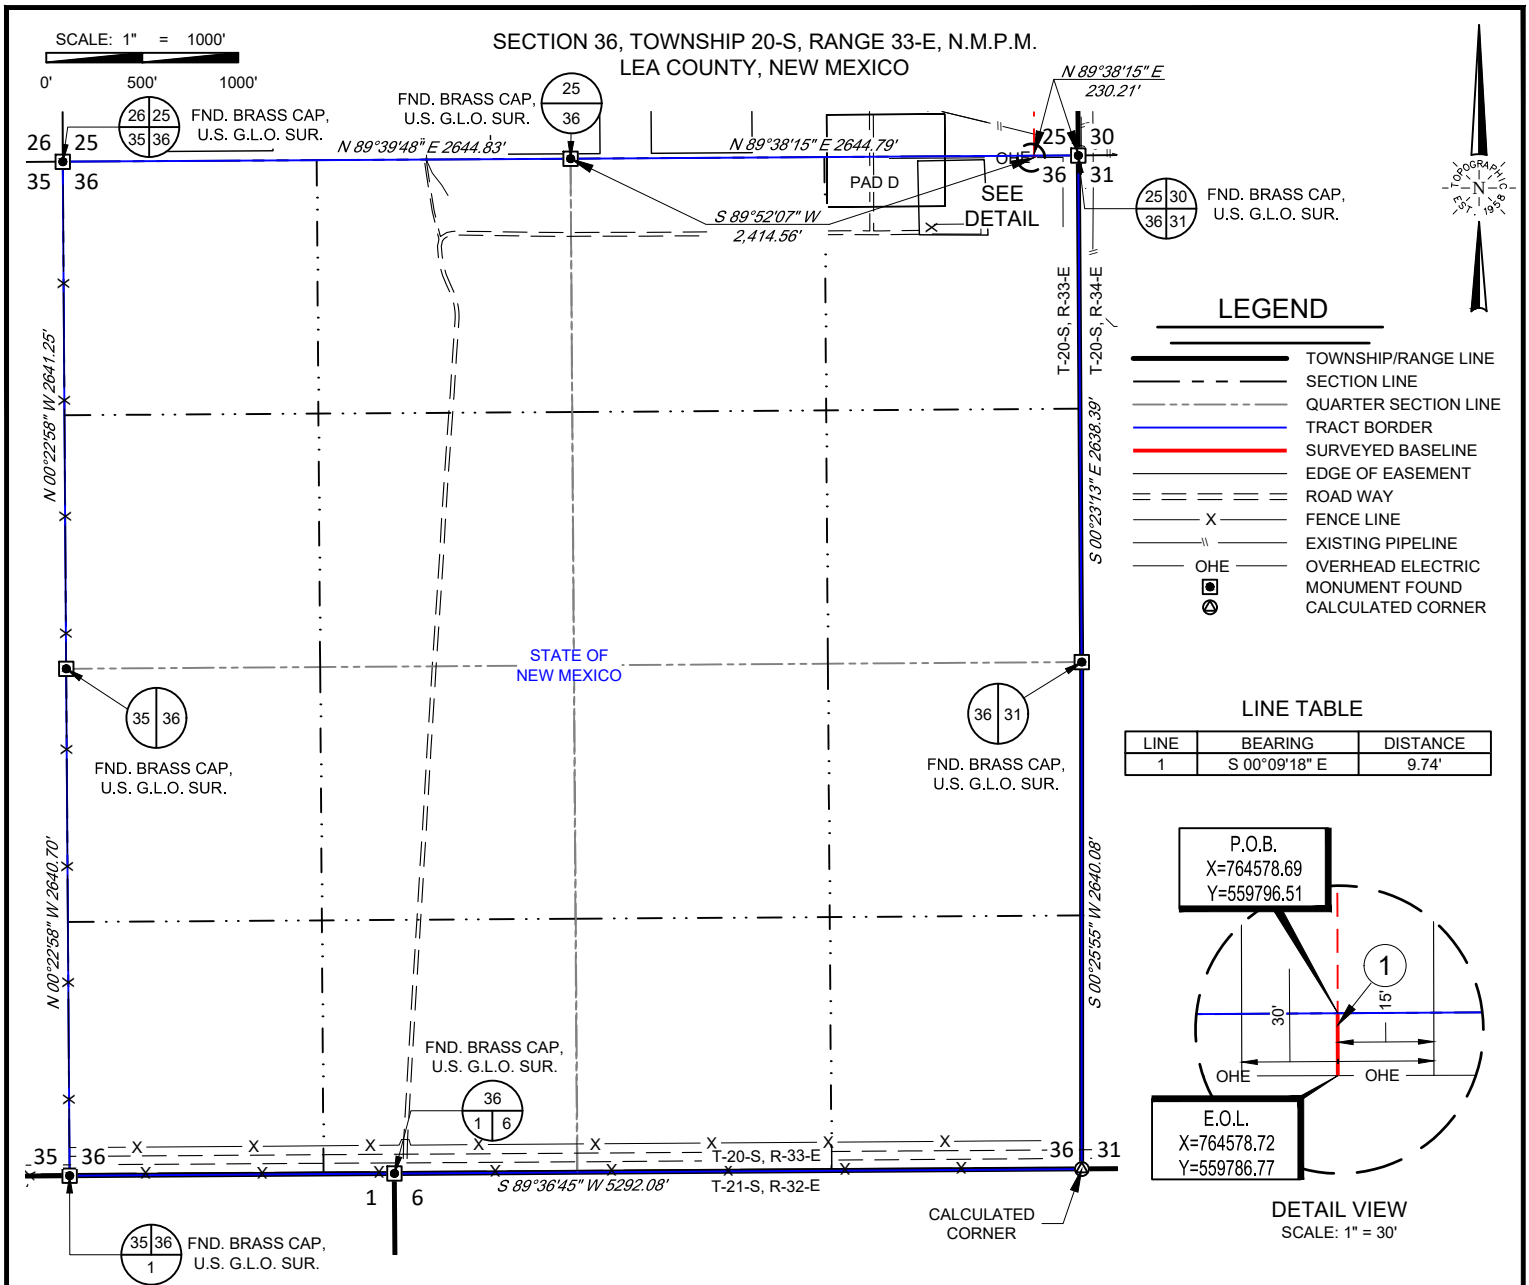 SCALE: 1" = 1000'
0' 500' 1000'
SECTION 36, TOWNSHIP 20-S, RANGE 33-E, N.M.P.M.
LEA COUNTY, NEW MEXICO
26 25
35 36
FND. BRASS CAP,
U.S. G.L.O. SUR.
FND. BRASS CAP,
U.S. G.L.O. SUR.
25
36
N 89°38'15" E
230.21'
26 25
35 36
N 89°39'48" E 2644.83'
N 89°38'15" E 2644.79'
OHE
25 30
36 31
PAD D
SEE
DETAIL
X
S 89°52'07" W
2,414.56'
25 30
36 31
FND. BRASS CAP,
U.S. G.L.O. SUR.
TOPOGRAPHIC
N
EST. 1958
T-20-S, R-33-E
T-20-S, R-34-E
N 00°22'58" W 2641.25'
S 00°23'13" E 2638.39'
LEGEND
TOWNSHIP/RANGE LINE
SECTION LINE
QUARTER SECTION LINE
TRACT BORDER
SURVEYED BASELINE
EDGE OF EASEMENT
ROAD WAY
X FENCE LINE
\\ EXISTING PIPELINE
OHE OVERHEAD ELECTRIC
MONUMENT FOUND
CALCULATED CORNER
STATE OF
NEW MEXICO
35 36
FND. BRASS CAP,
U.S. G.L.O. SUR.
36 31
FND. BRASS CAP,
U.S. G.L.O. SUR.
LINE TABLE
LINE BEARING DISTANCE
1 S 00°09'18" E 9.74'
N 00°22'58" W 2640.70'
S 00°25'55" W 2640.08'
P.O.B.
X=764578.69
Y=559796.51
1
30'
15'
OHE OHE
E.O.L.
X=764578.72
Y=559786.77
DETAIL VIEW
SCALE: 1" = 30'
FND. BRASS CAP,
U.S. G.L.O. SUR.
36
1 6
35 36
X X X X X X X X
T-20-S, R-33-E
36 31
1 6
S 89°36'45" W 5292.08'
T-21-S, R-32-E
CALCULATED
CORNER
35 36
1
FND. BRASS CAP,
U.S. G.L.O. SUR.